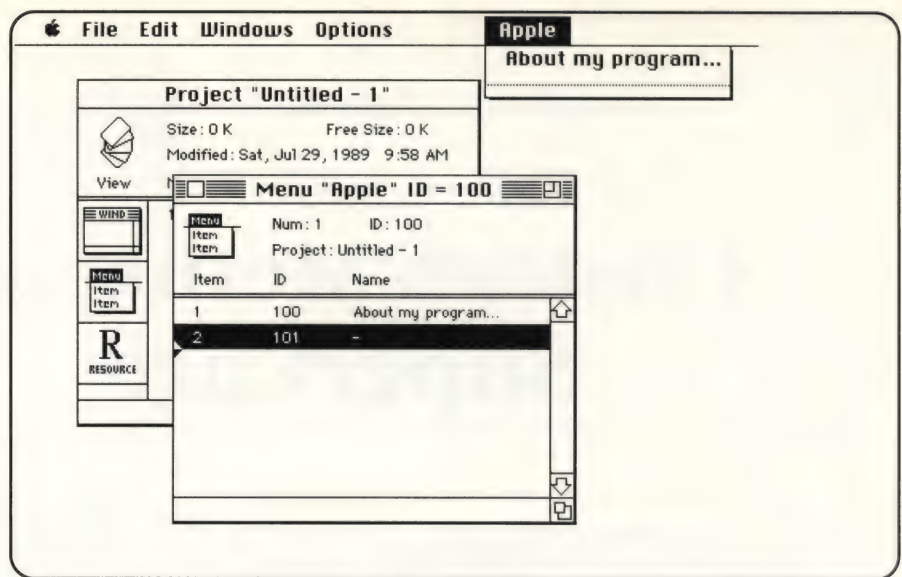 File Edit Windows Options Apple
About my program...
Project "Untitled - 1"
Size: 0 K Free Size: 0 K
Modified: Sat, Jul 29, 1989 9:58 AM
View
WIND
Menu
Item
Item
R
RESOURCE
Menu "Apple" ID = 100
Menu
Item
Item
Num: 1 ID: 100
Project: Untitled - 1
Item ID Name
1 100 About my program...
2 101 -